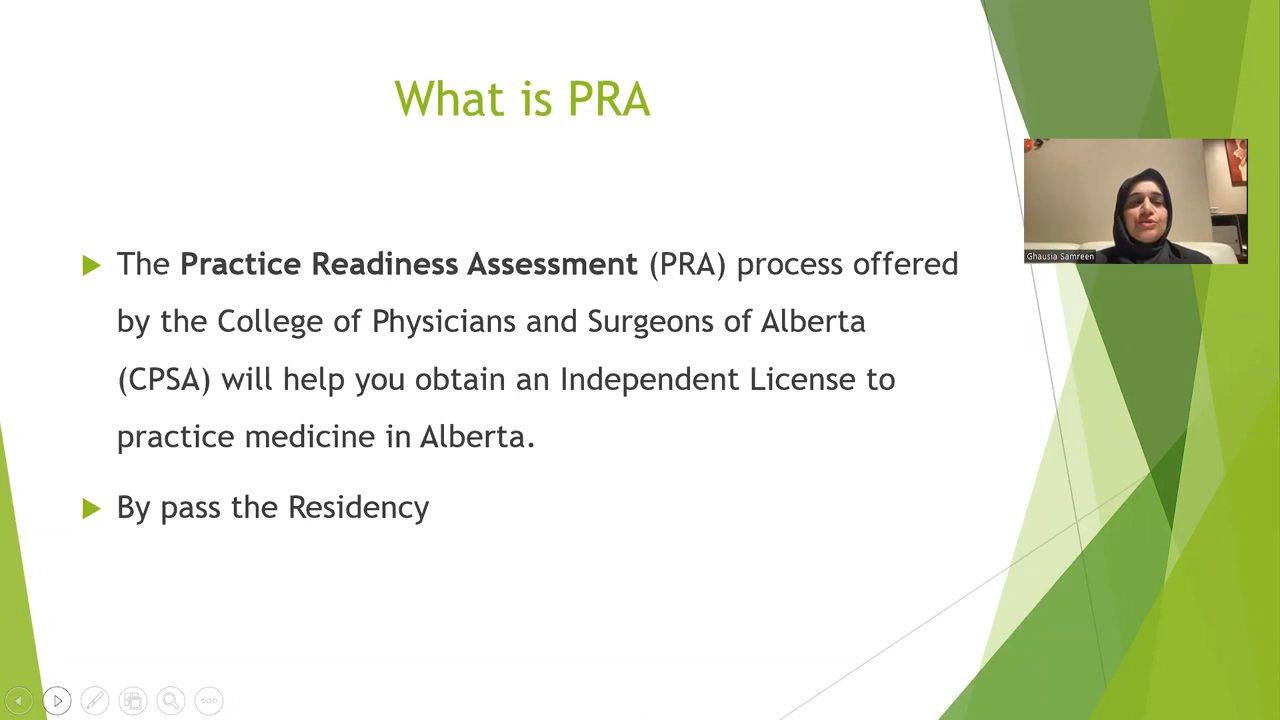 What is PRA
The Practice Readiness Assessment (PRA) process offered
by the College of Physicians and Surgeons of Alberta
(CPSA) will help you obtain an Independent License to
practice medicine in Alberta.
By pass the Residency
Ghausia Samreen